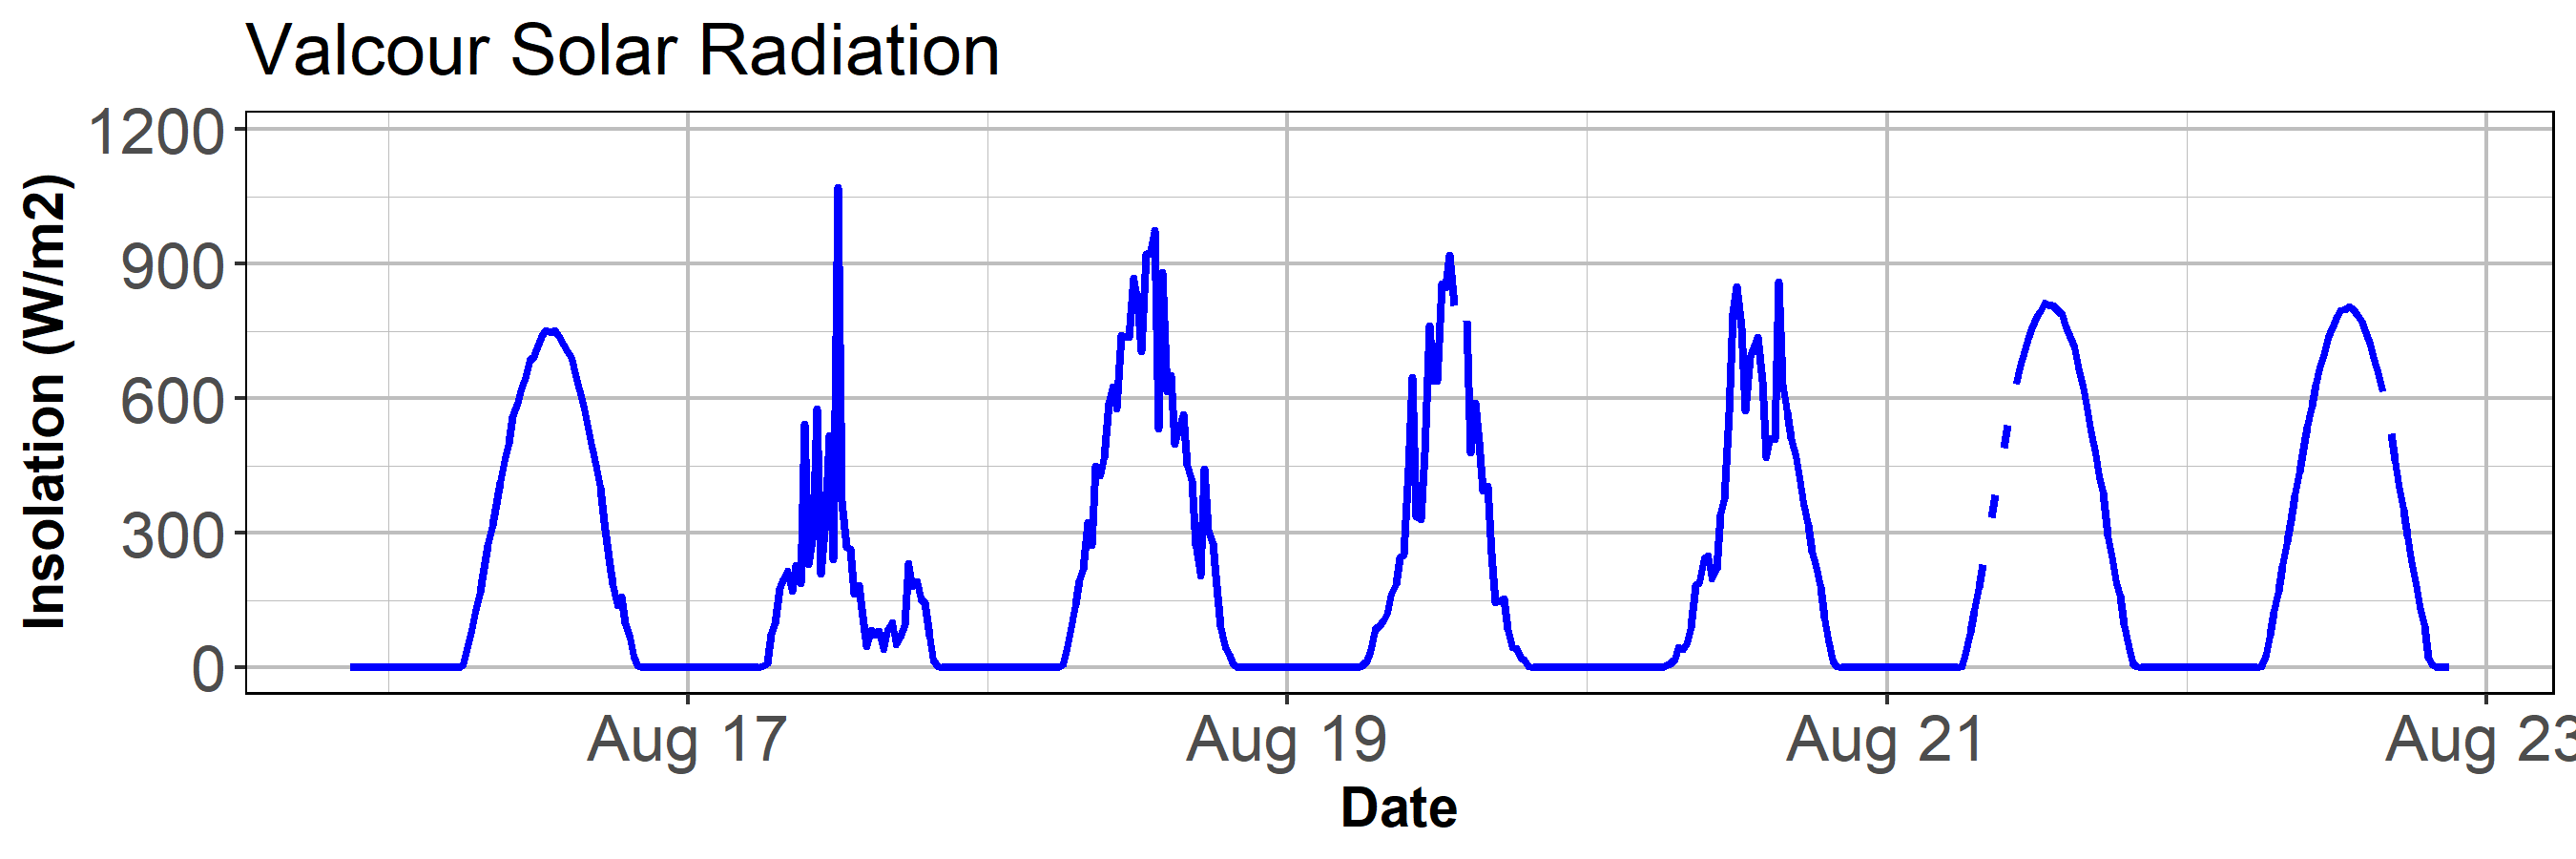 Valcour Solar Radiation
Insolation (W/m2)
1200
900
600
300
0
Aug 17
Aug 19
Aug 21
Aug 23
Date